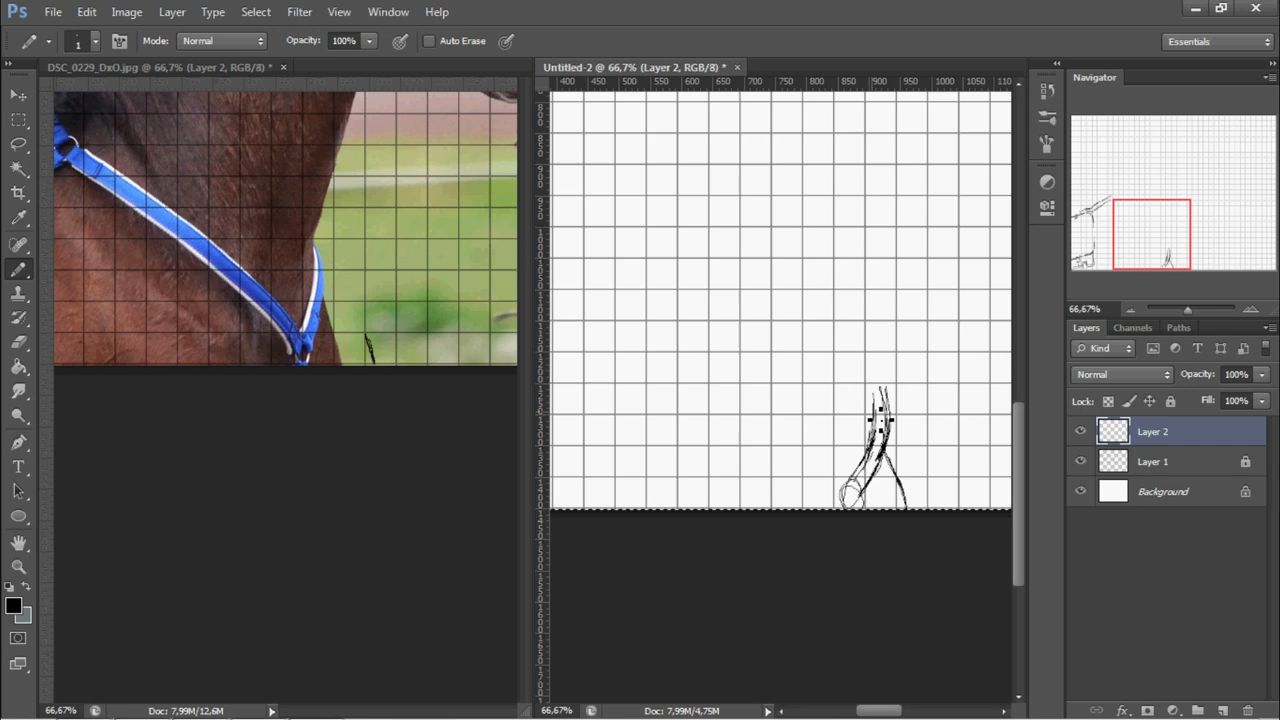 Ps File Edit Image Layer Type Select Filter View Window Help
1 Mode: Normal Opacity: 100% Auto Erase Essentials
DSC_0229_DxO.jpg @ 66,7% (Layer 2, RGB/8) * × Untitled-2 @ 66,7% (Layer 2, RGB/8) * ×
400 450 500 550 600 650 700 750 800 850 900 950 1000 1050 110
Navigator
66,67%
Layers Channels Paths
Kind
Normal Opacity: 100%
Lock: Fill: 100%
Layer 2
Layer 1
Background
66,67% Doc: 7,99M/12,6M 66,67% Doc: 7,99M/4,75M